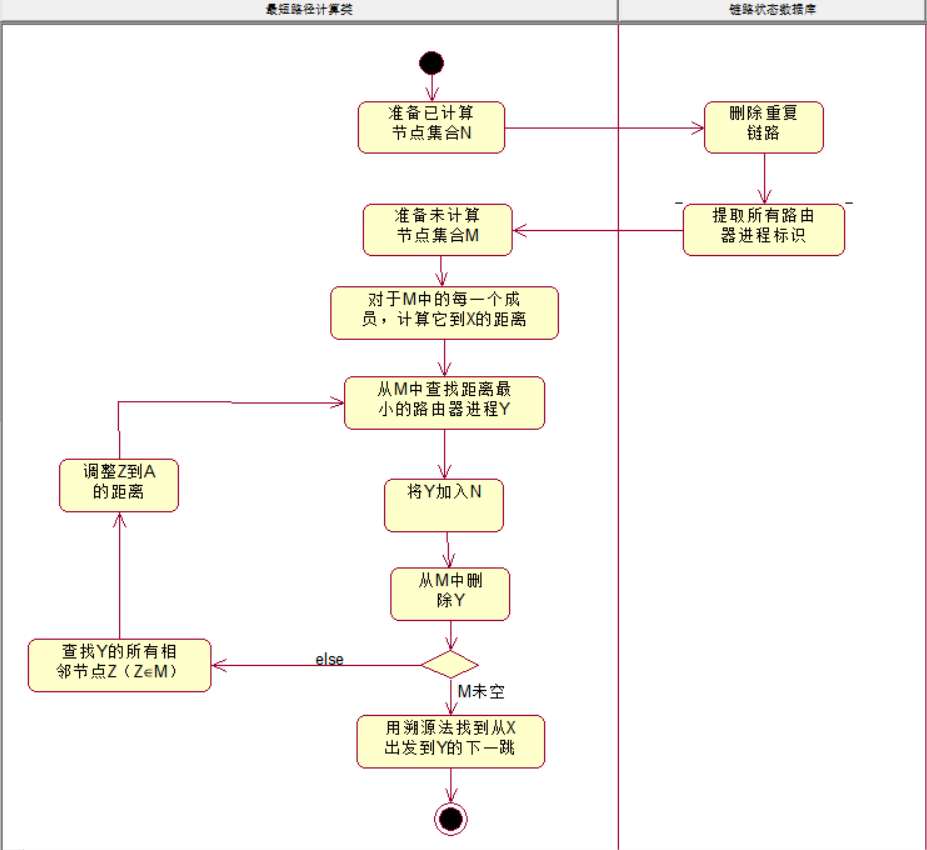 最短路径计算类
链路状态数据库
准备已计算
节点集合N
删除重复
链路
准备未计算
节点集合M
提取所有路由
器进程标识
对于M中的每一个成
员，计算它到X的距离
从M中查找距离最
小的路由器进程Y
调整Z到A
的距离
将Y加入N
从M中删
除Y
查找Y的所有相
邻节点Z（Z∈M）
else
M未空
用溯源法找到从X
出发到Y的下一跳